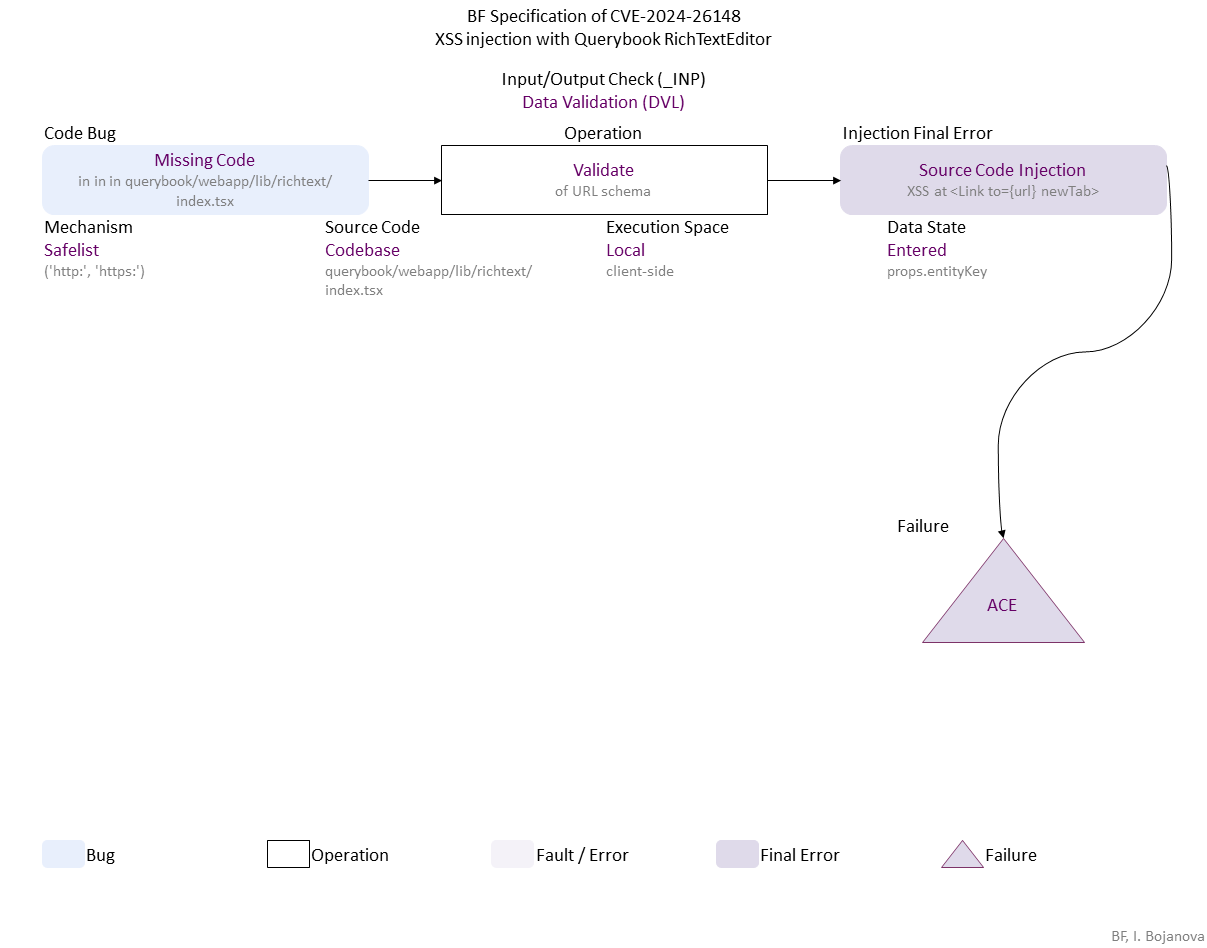 BF Specification of CVE-2024-26148
XSS injection with Querybook RichTextEditor
Input/Output Check (_INP)
Data Validation (DVL)
Code Bug
Operation
Injection Final Error
Missing Code
in in in querybook/webapp/lib/richtext/
index.tsx
Validate
of URL schema
Source Code Injection
XSS at <Link to={url} newTab>
Mechanism
Safelist
('http:', 'https:')
Source Code
Codebase
querybook/webapp/lib/richtext/
index.tsx
Execution Space
Local
client-side
Data State
Entered
props.entityKey
Failure
ACE
Bug
Operation
Fault / Error
Final Error
Failure
BF, I. Bojanova